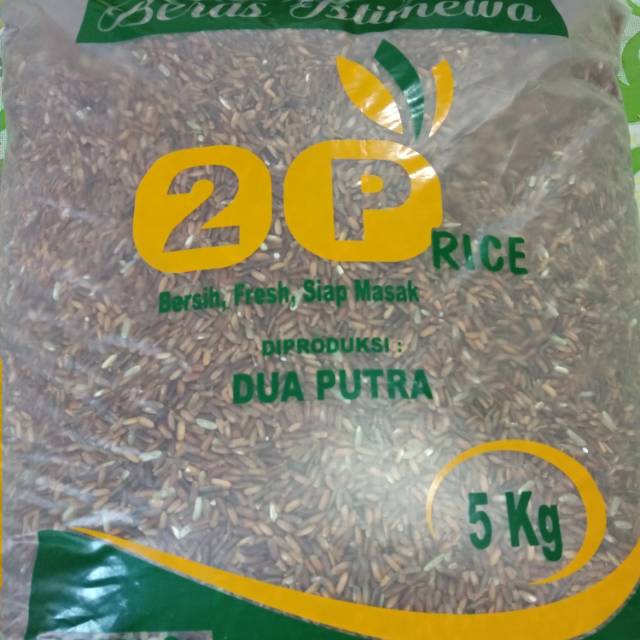 Beras Istimewa
2P RICE
Bersih, Fresh, Siap Masak
DIPRODUKSI :
DUA PUTRA
5 Kg